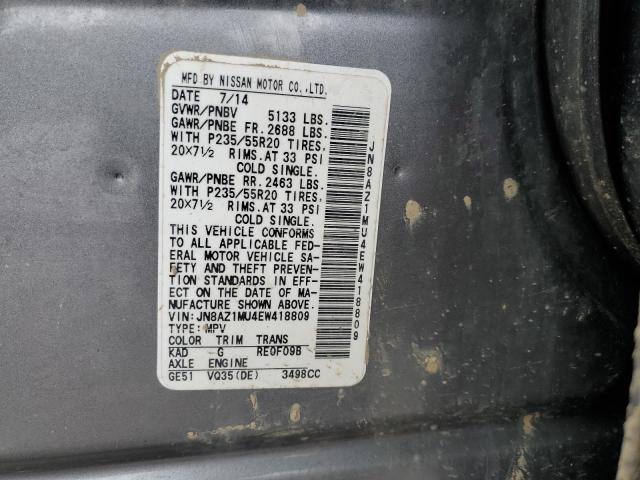 MFD BY NISSAN MOTOR CO.,LTD.
DATE 7/14
GVWR/PNBV 5133 LBS.
GAWR/PNBE FR. 2688 LBS.
WITH P235/55R20 TIRES,
20X7½ RIMS.AT 33 PSI
COLD SINGLE.
GAWR/PNBE RR. 2463 LBS.
WITH P235/55R20 TIRES,
20X7½ RIMS.AT 33 PSI
COLD SINGLE.
THIS VEHICLE CONFORMS
TO ALL APPLICABLE FED-
ERAL MOTOR VEHICLE SA-
FETY AND THEFT PREVEN-
TION STANDARDS IN EFF-
ECT ON THE DATE OF MA-
NUFACTURE SHOWN ABOVE.
VIN: JN8AZ1MU4EW418809
TYPE: MPV
COLOR TRIM TRANS
KAD G RE0F09B
AXLE ENGINE
GE51 VQ35(DE) 3498CC
JN8AZ1MU4EW418809